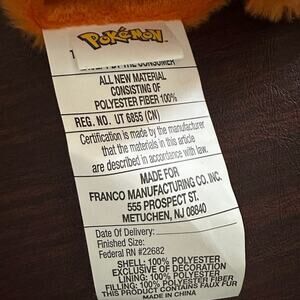 POKéMON
BY THE CONSUMER
ALL NEW MATERIAL
CONSISTING OF
POLYESTER FIBER 100%
REG. NO. UT 6855 (CN)
Certification is made by the manufacturer
that the materials in this article
are described in accordance with law.
MADE FOR
FRANCO MANUFACTURING CO. INC.
555 PROSPECT ST.
METUCHEN, NJ 08840
Date Of Delivery:
Finished Size:
Federal RN #22682
SHELL: 100% POLYESTER
EXCLUSIVE OF DECORATION
LINING: 100% POLYESTER
FILLING: 100% POLYESTER FIBER
THIS PRODUCT CONTAINS FAUX FUR
MADE IN CHINA